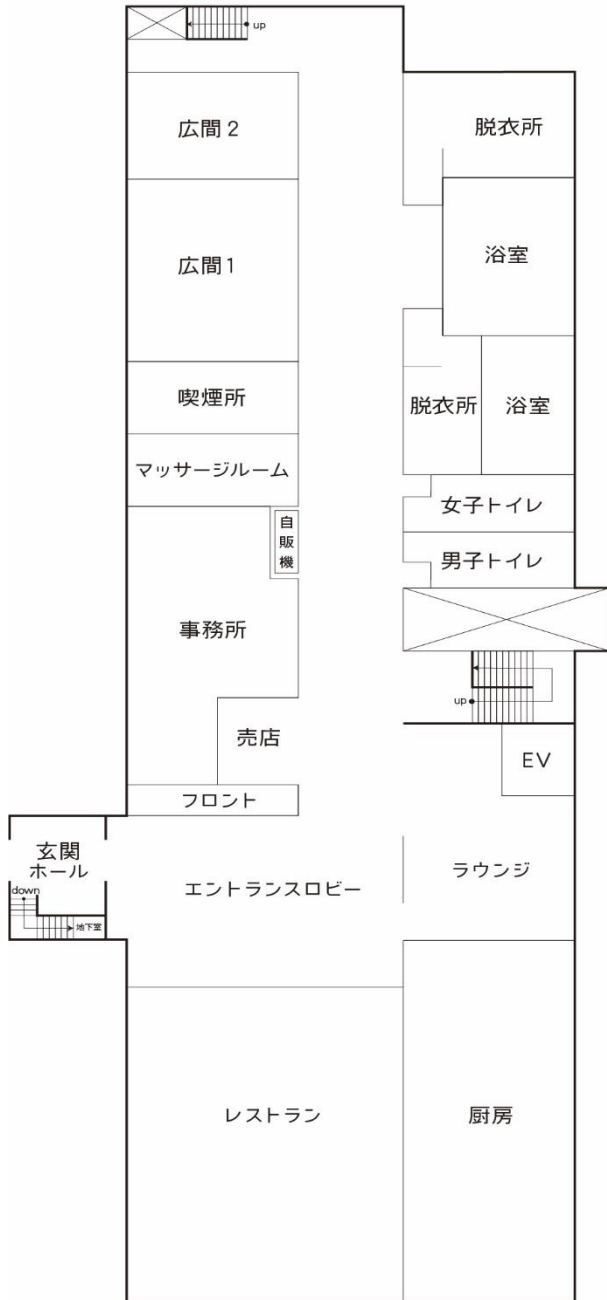 up
広間 2
脱衣所
広間 1
浴室
喫煙所
脱衣所
浴室
マッサージルーム
女子トイレ
自販機
男子トイレ
事務所
up
売店
EV
フロント
玄関
ホール
ラウンジ
エントランスロビー
down
地下室
レストラン
厨房